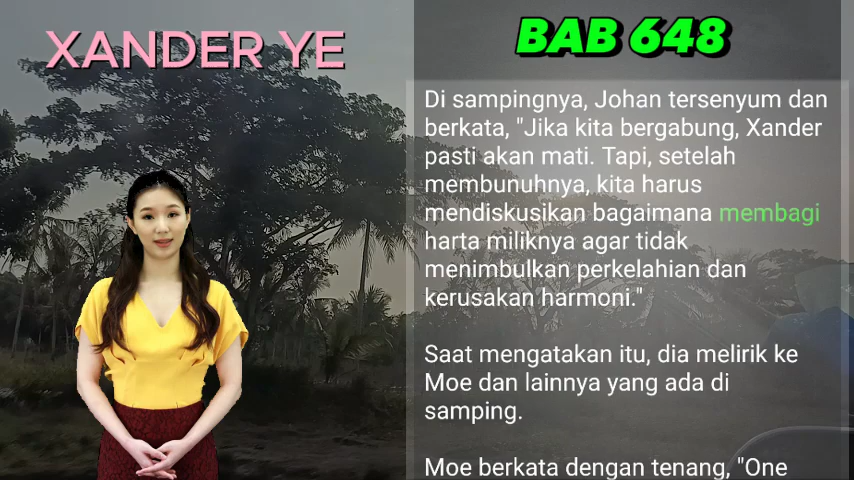 XANDER YE
BAB 648
Di sampingnya, Johan tersenyum dan
berkata, "Jika kita bergabung, Xander
pasti akan mati. Tapi, setelah
membunuhnya, kita harus
mendiskusikan bagaimana membagi
harta miliknya agar tidak
menimbulkan perkelahian dan
kerusakan harmoni."
Saat mengatakan itu, dia melirik ke
Moe dan lainnya yang ada di
samping.
Moe berkata dengan tenang, "One